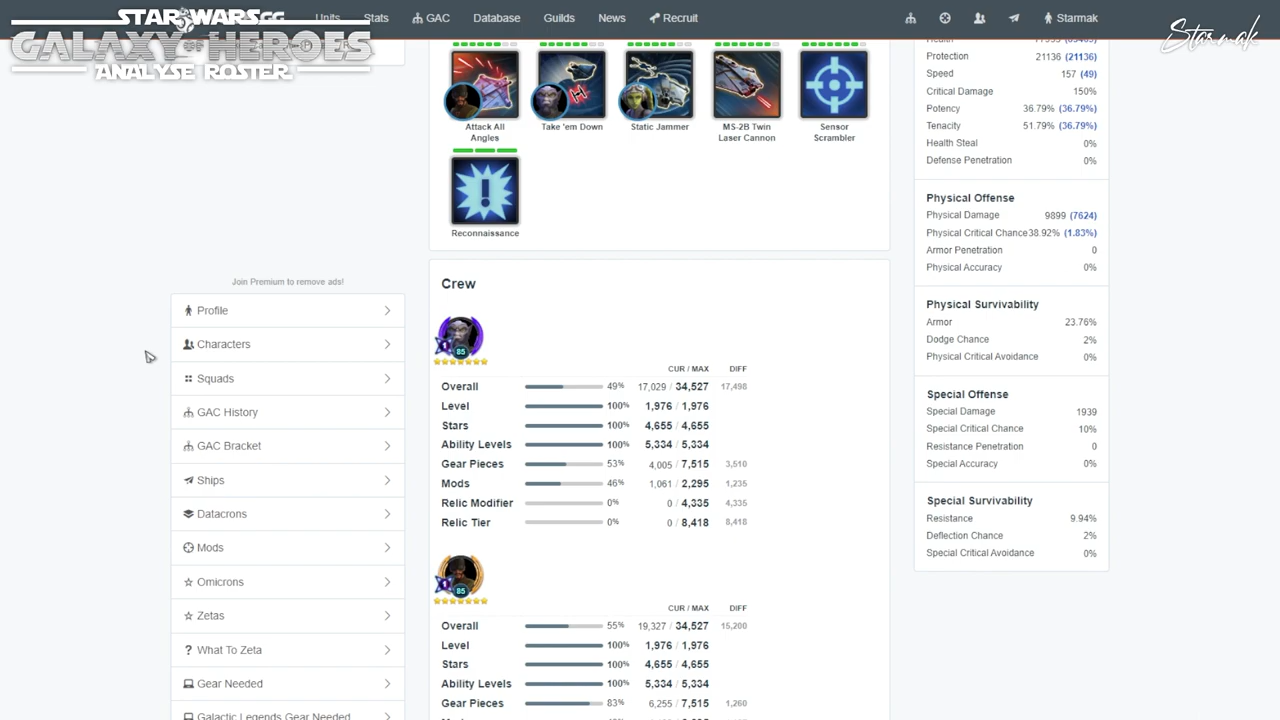 STAR WARS GG
GALAXY HEROES
ANALYSE ROSTER
Units Stats GAC Database Guilds News Recruit Starmak
Starmak
Attack All Angles
Take 'em Down
Static Jammer
MS-2B Twin Laser Cannon
Sensor Scrambler
Reconnaissance
Protection 21136 (21136)
Speed 157 (49)
Critical Damage 150%
Potency 36.79% (36.79%)
Tenacity 51.79% (36.79%)
Health Steal 0%
Defense Penetration 0%
Physical Offense
Physical Damage 9899 (7624)
Physical Critical Chance 38.92% (1.83%)
Armor Penetration 0
Physical Accuracy 0%
Physical Survivability
Armor 23.76%
Dodge Chance 2%
Physical Critical Avoidance 0%
Special Offense
Special Damage 1939
Special Critical Chance 10%
Resistance Penetration 0
Special Accuracy 0%
Special Survivability
Resistance 9.94%
Deflection Chance 2%
Special Critical Avoidance 0%
Join Premium to remove ads!
Profile
Characters
Squads
GAC History
GAC Bracket
Ships
Datacrons
Mods
Omicrons
Zetas
? What To Zeta
Gear Needed
Galactic Legends Gear Needed
Crew
1 85
CUR / MAX DIFF
Overall 49% 17,029 / 34,527 17,498
Level 100% 1,976 / 1,976
Stars 100% 4,655 / 4,655
Ability Levels 100% 5,334 / 5,334
Gear Pieces 53% 4,005 / 7,515 3,510
Mods 46% 1,061 / 2,295 1,235
Relic Modifier 0% 0 / 4,335 4,335
Relic Tier 0% 0 / 8,418 8,418
1 85
CUR / MAX DIFF
Overall 55% 19,327 / 34,527 15,200
Level 100% 1,976 / 1,976
Stars 100% 4,655 / 4,655
Ability Levels 100% 5,334 / 5,334
Gear Pieces 83% 6,255 / 7,515 1,260